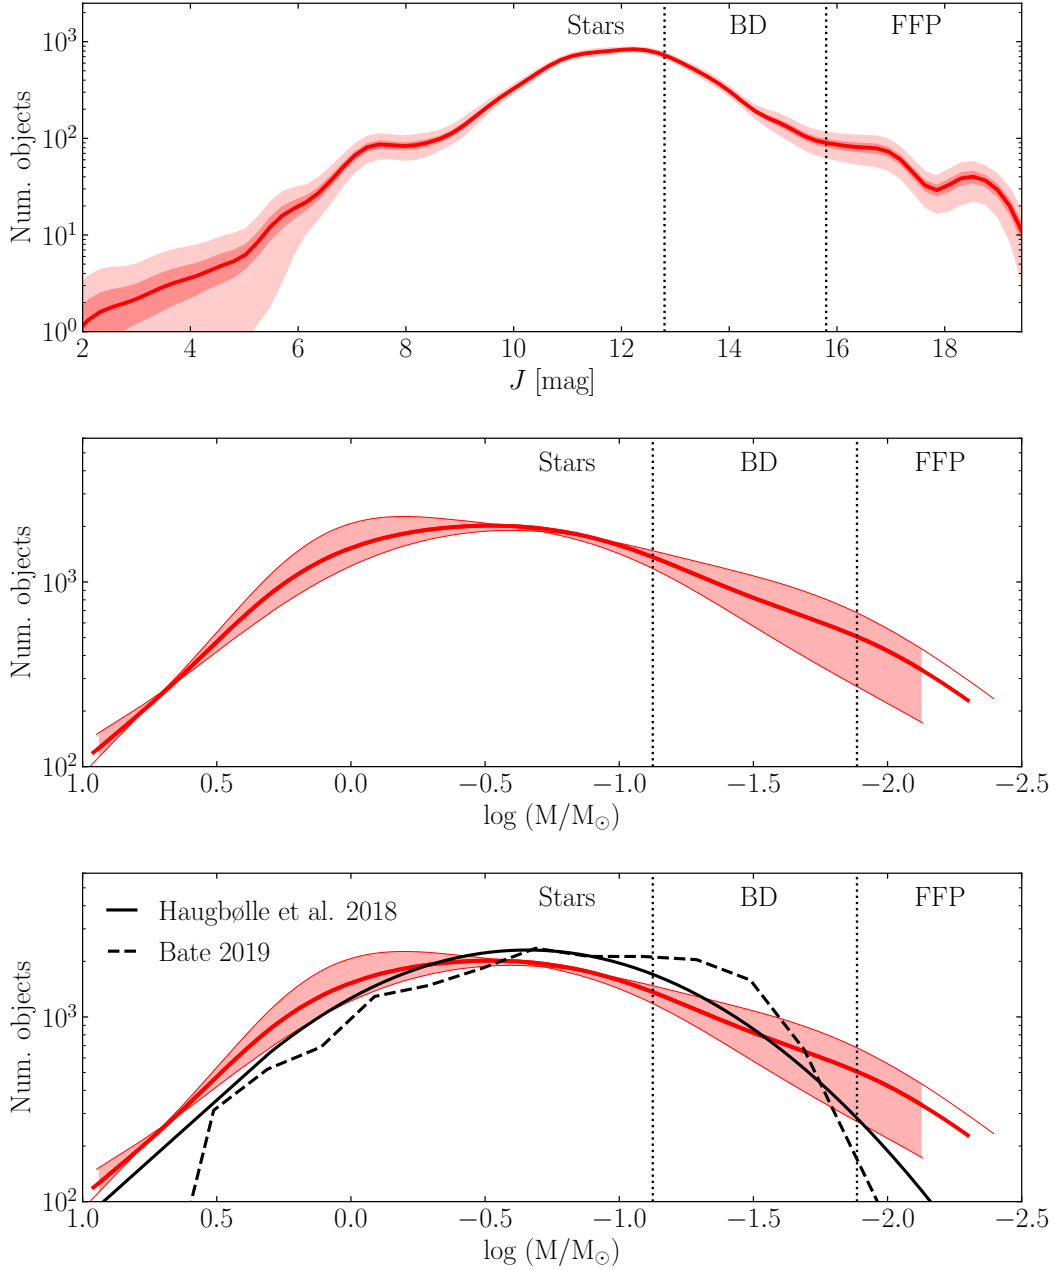 Stars BD FFP
Num. objects
10³
10²
10¹
10⁰
2 4 6 8 10 12 14 16 18
J [mag]
Stars BD FFP
Num. objects
10³
10²
1.0 0.5 0.0 −0.5 −1.0 −1.5 −2.0 −2.5
log (M/M☉)
Stars BD FFP
Haugbølle et al. 2018
Bate 2019
Num. objects
10³
10²
1.0 0.5 0.0 −0.5 −1.0 −1.5 −2.0 −2.5
log (M/M☉)